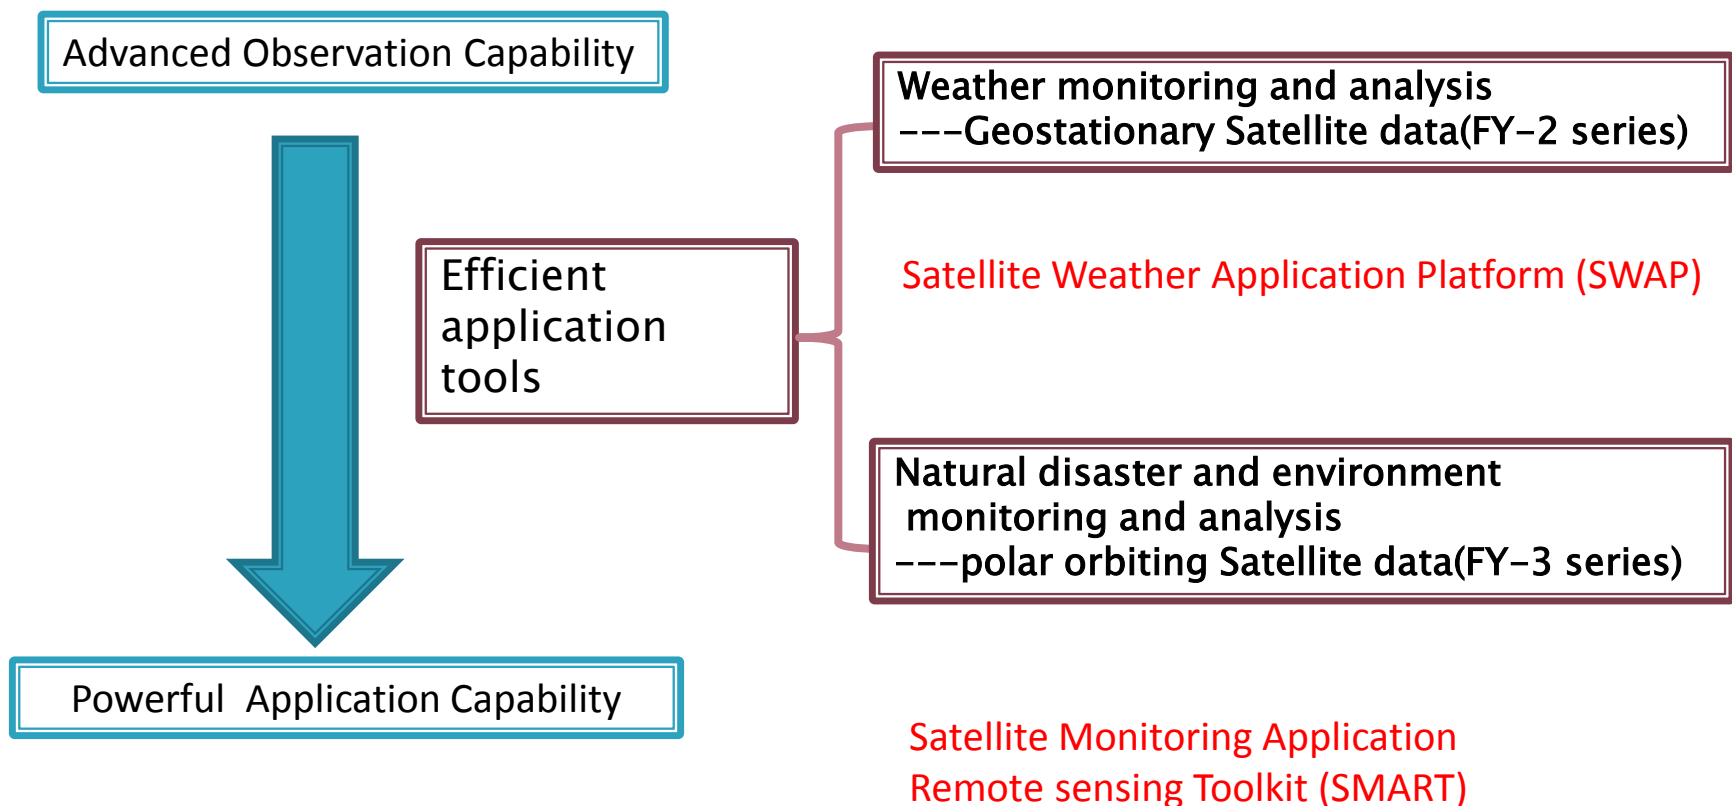 Advanced Observation Capability
Weather monitoring and analysis
---Geostationary Satellite data(FY-2 series)
Efficient
application
tools
Satellite Weather Application Platform (SWAP)
Natural disaster and environment
monitoring and analysis
---polar orbiting Satellite data(FY-3 series)
Powerful Application Capability
Satellite Monitoring Application
Remote sensing Toolkit (SMART)